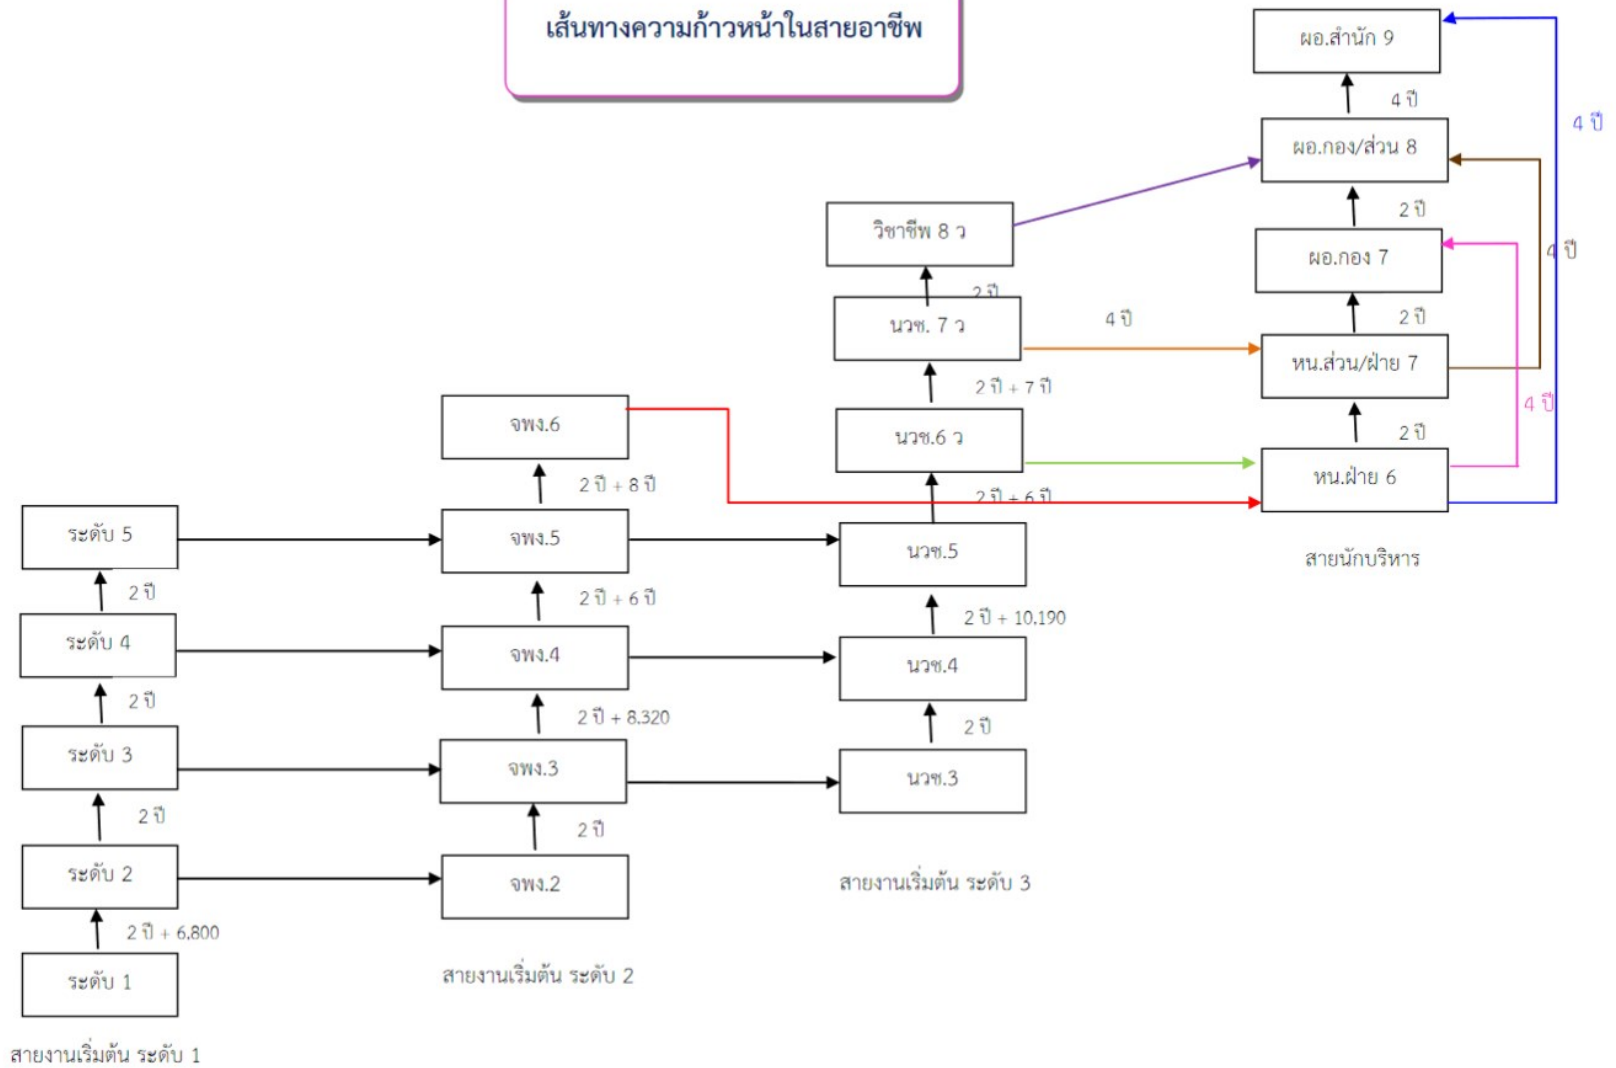 เส้นทางความก้าวหน้าในสายอาชีพ
ผอ.สำนัก 9
4 ปี
4 ปี
ผอ.กอง/ส่วน 8
2 ปี
วิชาชีพ 8 ว
ผอ.กอง 7
4 ปี
2 ปี
นวช. 7 ว
4 ปี
2 ปี
หน.ส่วน/ฝ่าย 7
2 ปี + 7 ปี
4 ปี
จพง.6
นวช.6 ว
2 ปี
หน.ฝ่าย 6
2 ปี + 8 ปี
2 ปี + 6 ปี
ระดับ 5
จพง.5
นวช.5
สายนักบริหาร
2 ปี
2 ปี + 6 ปี
2 ปี + 10.190
ระดับ 4
จพง.4
นวช.4
2 ปี
2 ปี + 8.320
2 ปี
ระดับ 3
จพง.3
นวช.3
2 ปี
2 ปี
ระดับ 2
จพง.2
สายงานเริ่มต้น ระดับ 3
2 ปี + 6.800
ระดับ 1
สายงานเริ่มต้น ระดับ 2
สายงานเริ่มต้น ระดับ 1